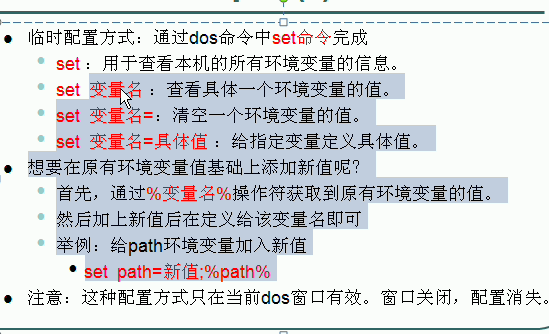 临时配置方式：通过dos命令中set命令完成
set：用于查看本机的所有环境变量的信息。
set 变量名：查看具体一个环境变量的值。
set 变量名=：清空一个环境变量的值。
set 变量名=具体值：给指定变量定义具体值。
想要在原有环境变量值基础上添加新值呢？
首先，通过%变量名%操作符获取到原有环境变量的值。
然后加上新值后在定义给该变量名即可
举例：给path环境变量加入新值
set path=新值;%path%
注意：这种配置方式只在当前dos窗口有效。窗口关闭，配置消失。